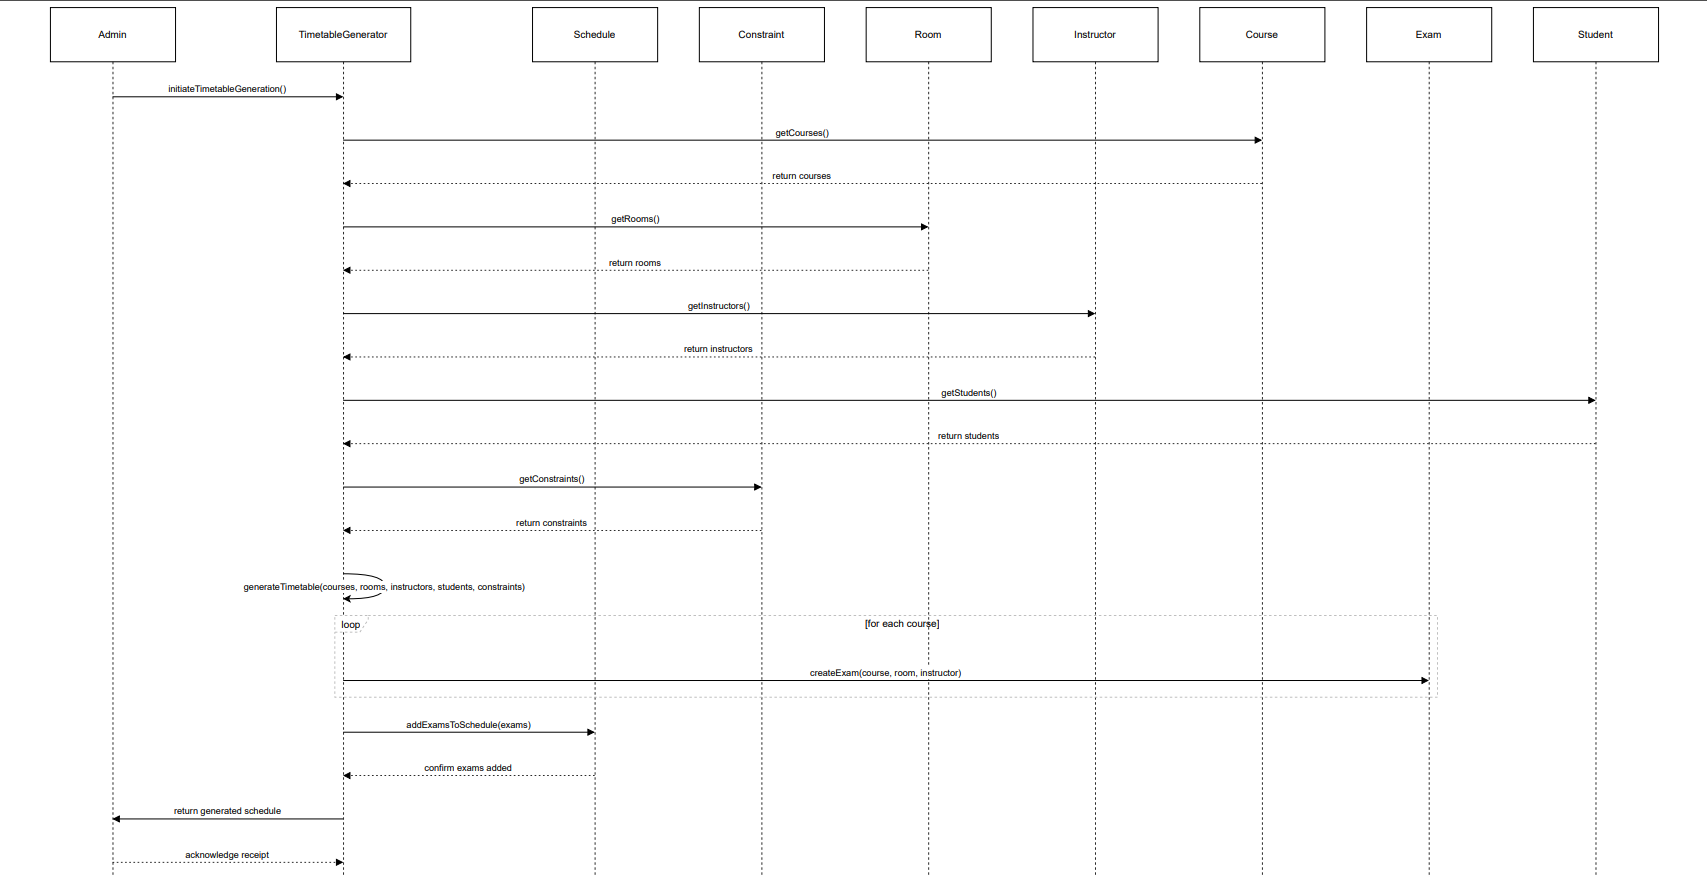 Admin
TimetableGenerator
Schedule
Constraint
Room
Instructor
Course
Exam
Student
initiateTimetableGeneration()
getCourses()
return courses
getRooms()
return rooms
getInstructors()
return instructors
getStudents()
return students
getConstraints()
return constraints
generateTimetable(courses, rooms, instructors, students, constraints)
loop
[for each course]
createExam(course, room, instructor)
addExamsToSchedule(exams)
confirm exams added
return generated schedule
acknowledge receipt